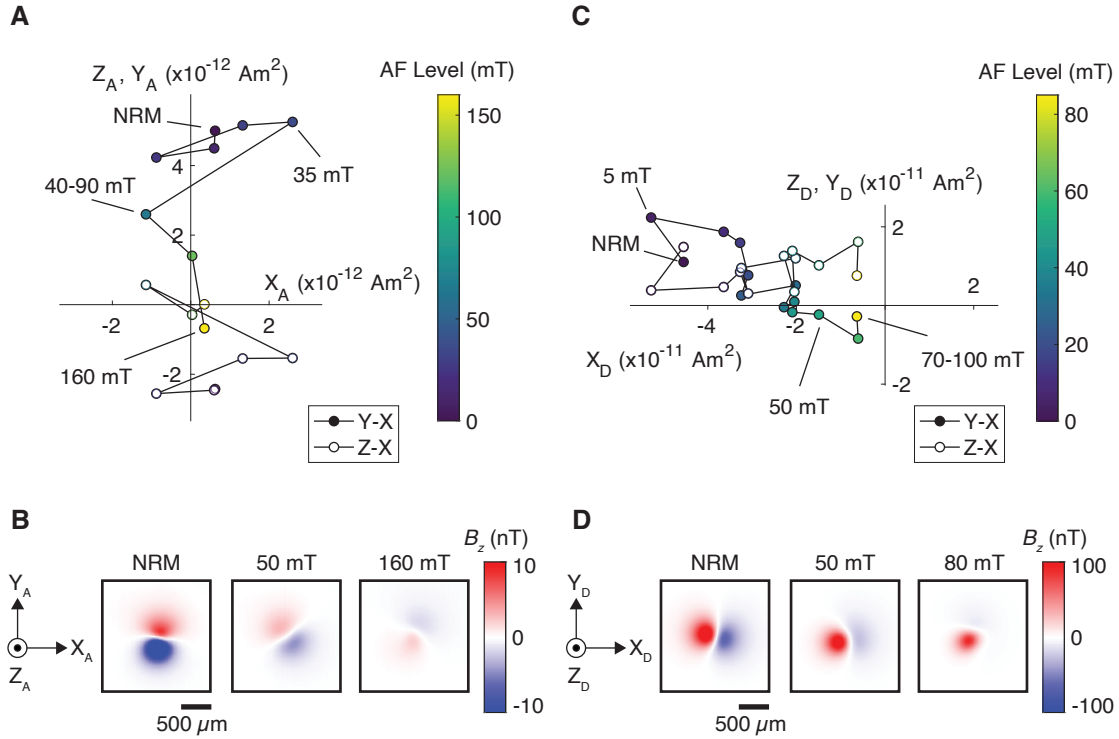 A
Z_A, Y_A (x10^-12 Am^2)
AF Level (mT)
NRM
4
35 mT
40-90 mT
2
X_A (x10^-12 Am^2)
-2
2
160 mT
-2
150
100
50
0
Y-X
Z-X
C
AF Level (mT)
5 mT
Z_D, Y_D (x10^-11 Am^2)
NRM
2
-4
-2
2
X_D (x10^-11 Am^2)
70-100 mT
-2
50 mT
80
60
40
20
0
Y-X
Z-X
B
B_z (nT)
NRM
50 mT
160 mT
10
0
-10
Y_A
X_A
Z_A
500 μm
D
B_z (nT)
NRM
50 mT
80 mT
100
0
-100
Y_D
X_D
Z_D
500 μm